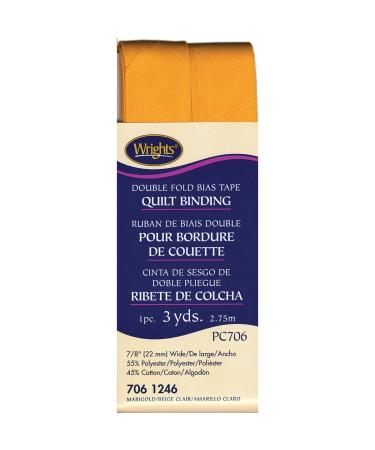 Wrights®
DOUBLE FOLD BIAS TAPE
QUILT BINDING
RUBAN DE BIAIS DOUBLE
POUR BORDURE
DE COUETTE
CINTA DE SESGO DE
DOBLE PLIEGUE
RIBETE DE COLCHA
1pc. 3 yds. 2.75m
PC706
7/8" (22 mm) Wide/De large/Ancho
55% Polyester/Polyester/Poliéster
45% Cotton/Coton/Algodón
706 1246
MARIGOLD/BEIGE CLAIR/AMARILLO CLARO